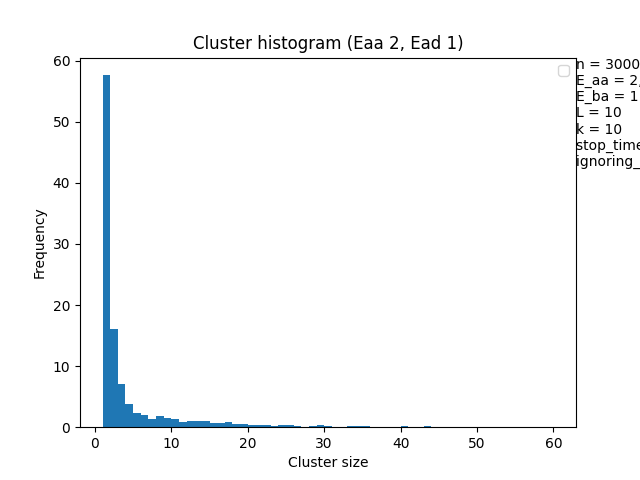 Cluster histogram (Eaa 2, Ead 1)
n = 3000
E_aa = 2,
E_ba = 1
L = 10
k = 10
stop_time
ignoring_
Frequency
60
50
40
30
20
10
0
0 10 20 30 40 50 60
Cluster size